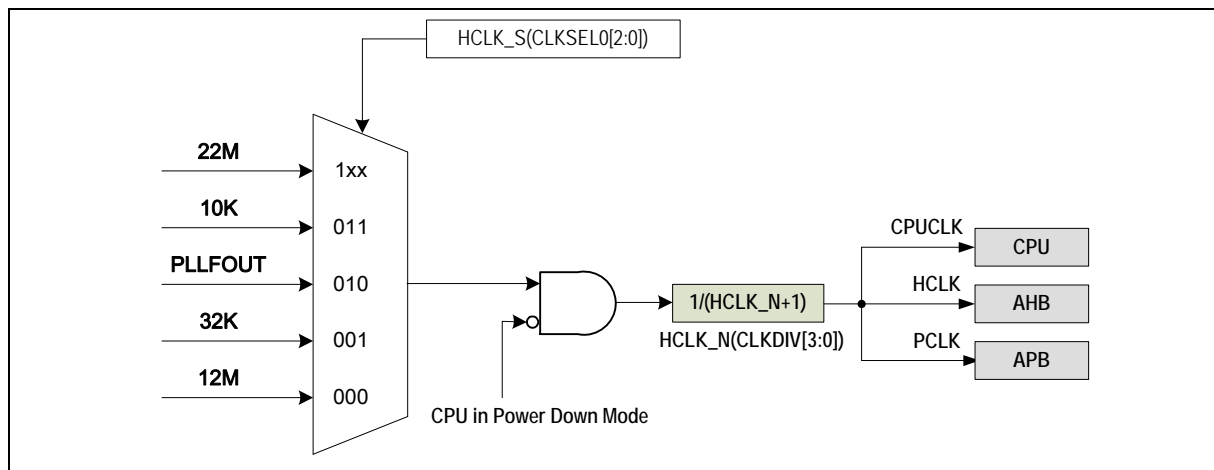 HCLK_S(CLKSEL0[2:0])
22M
1xx
10K
011
PLLFOUT
010
32K
001
12M
000
CPU in Power Down Mode
1/(HCLK_N+1)
HCLK_N(CLKDIV[3:0])
CPUCLK
CPU
HCLK
AHB
PCLK
APB